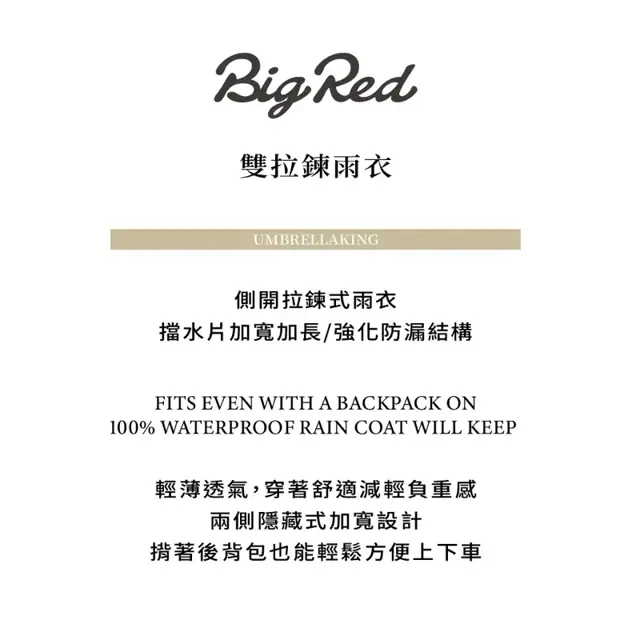 Big Red
雙拉鍊雨衣
UMBRELLAKING
側開拉鍊式雨衣
擋水片加寬加長/強化防漏結構
FITS EVEN WITH A BACKPACK ON
100% WATERPROOF RAIN COAT WILL KEEP
輕薄透氣，穿著舒適減輕負重感
兩側隱藏式加寬設計
揹著後背包也能輕鬆方便上下車